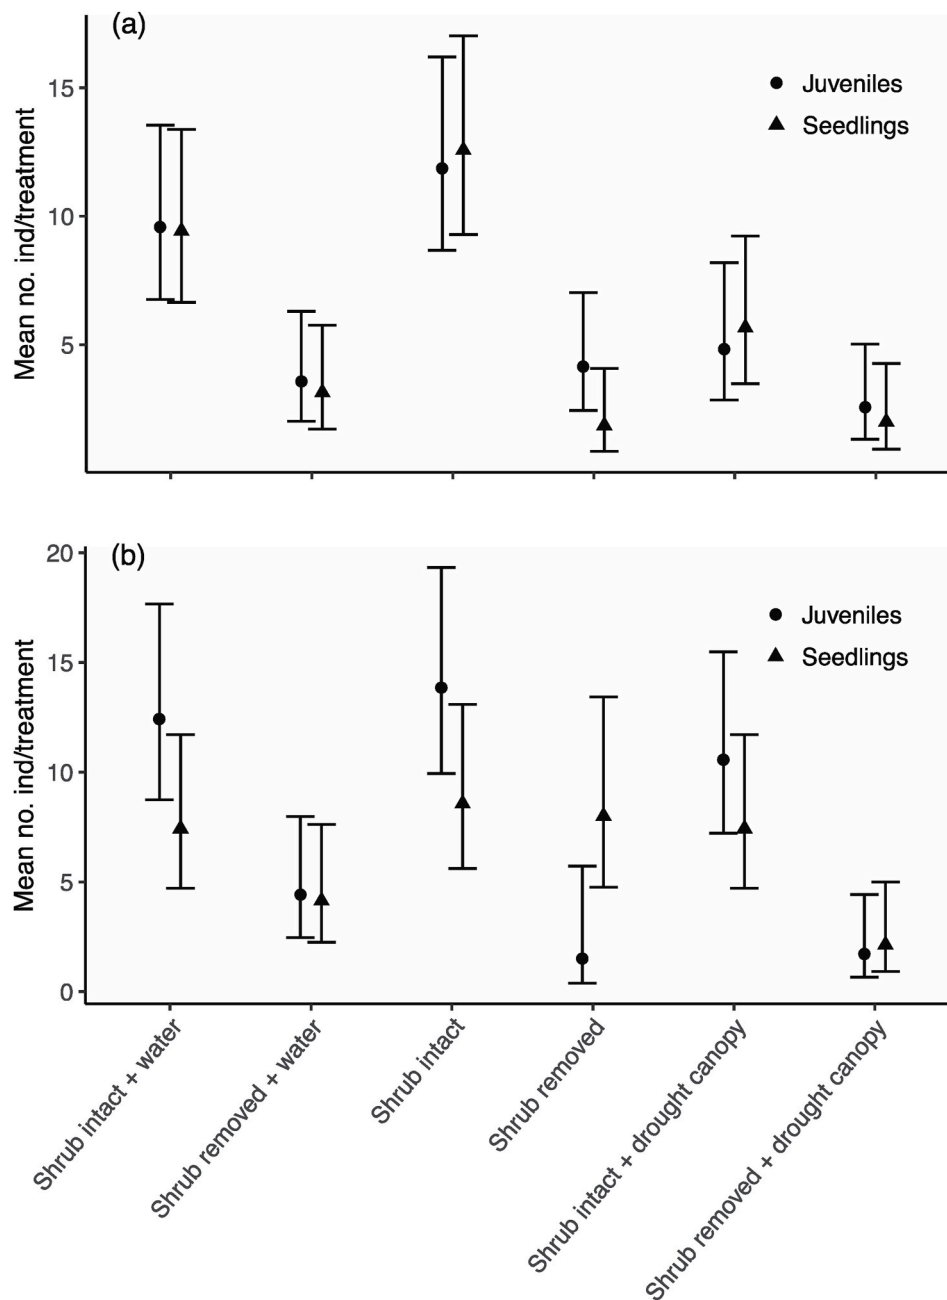 (a)
Mean no. ind/treatment
15
10
5
Juveniles
Seedlings
(b)
Mean no. ind/treatment
20
15
10
5
0
Juveniles
Seedlings
Shrub intact + water
Shrub removed + water
Shrub intact
Shrub removed
Shrub intact + drought canopy
Shrub removed + drought canopy